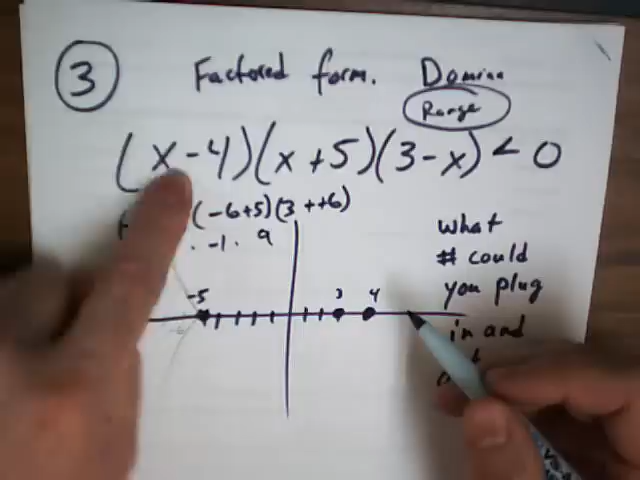 3 Factored form. Domain
Range
(x-4)(x+5)(3-x) < 0
(-6+5)(3++6)
. -1 . 9
-5 3 4
what
# could
you plug
in and